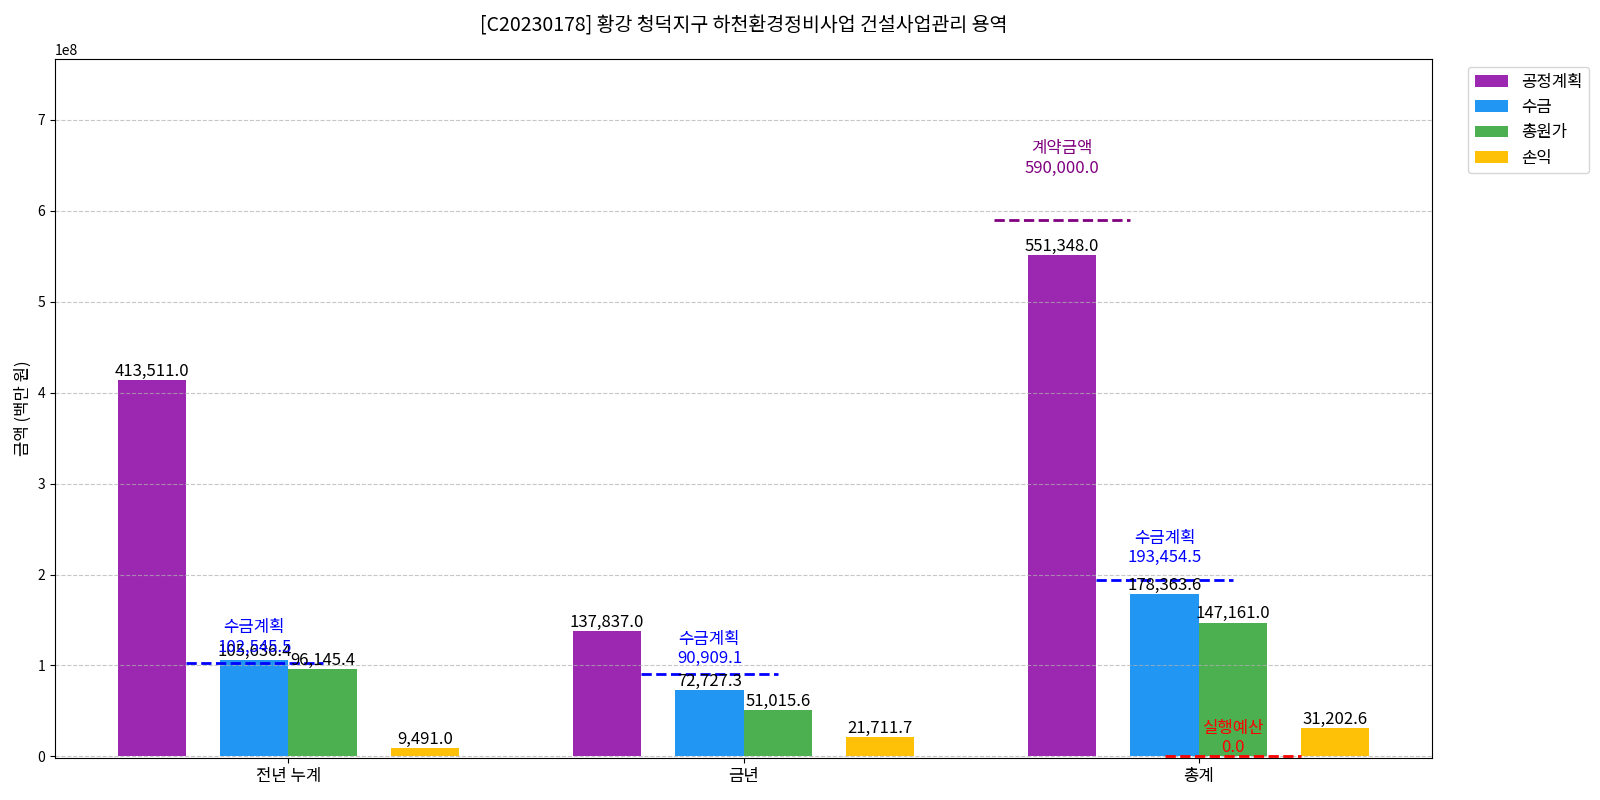 [C20230178] 황강 청덕지구 하천환경정비사업 건설사업관리 용역
1e8
금액 (백만 원)
7
6
5
4
3
2
1
0
413,511.0
수금계획
102,545.5
105,636.4
96,145.4
9,491.0
137,837.0
수금계획
90,909.1
72,727.3
51,015.6
21,711.7
계약금액
590,000.0
551,348.0
수금계획
193,454.5
178,363.6
147,161.0
실행예산
0.0
31,202.6
전년 누계
금년
총계
공정계획
수금
총원가
손익